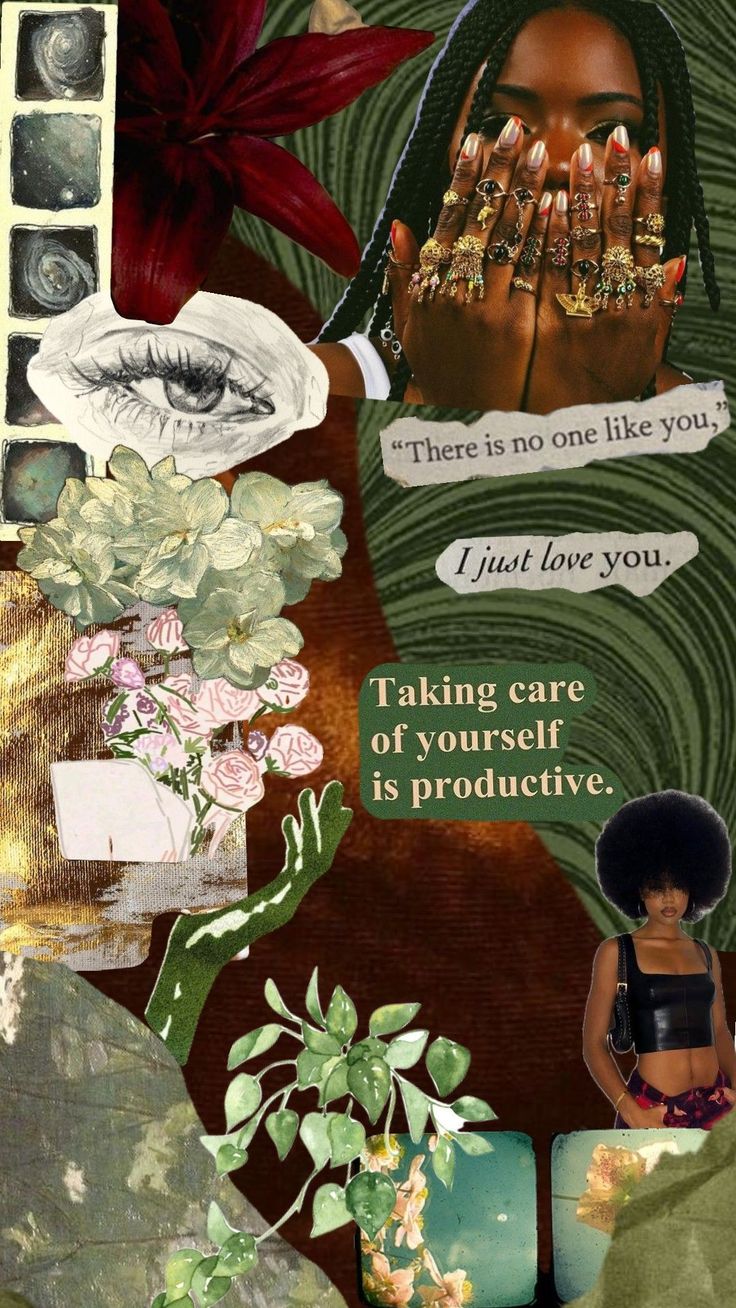 “There is no one like you,”
I just love you.
Taking care
of yourself
is productive.